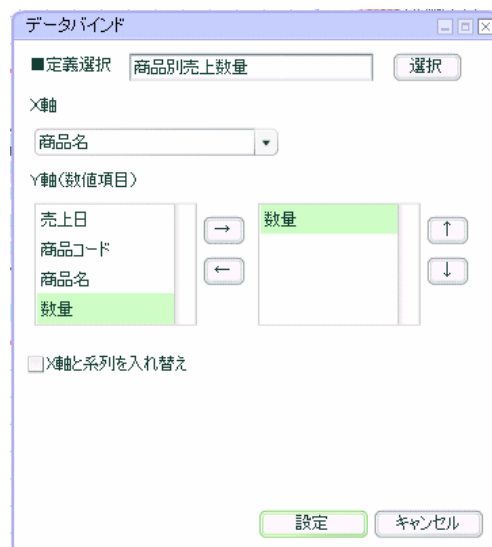 データバインド
■定義選択 商品別売上数量 選択
X軸
商品名
Y軸(数値項目)
売上日
商品コード
商品名
数量
→
←
数量
↑
↓
X軸と系列を入れ替え
設定 キャンセル